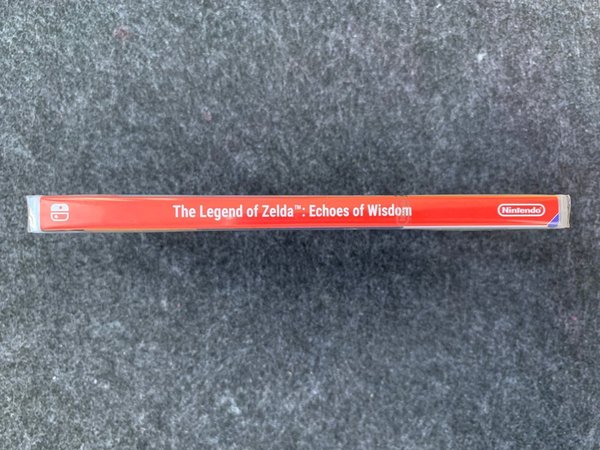 The Legend of Zelda™: Echoes of Wisdom
Nintendo